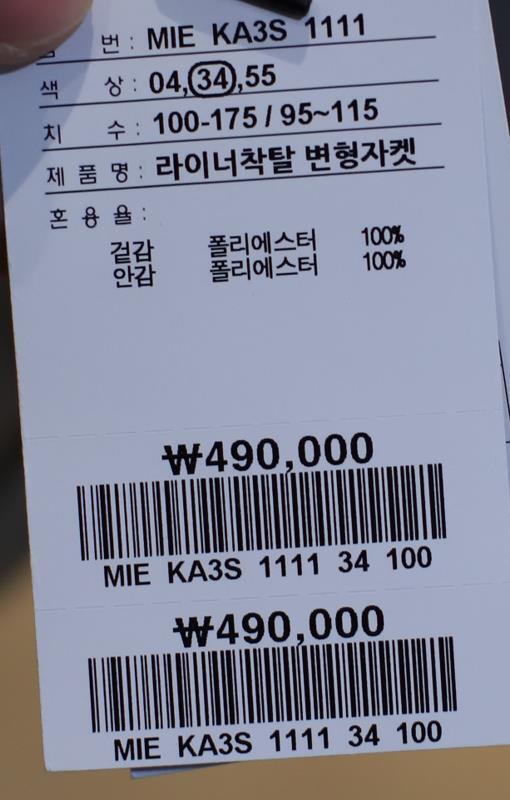 번: MIE KA3S 1111
색 상: 04,34,55
치 수: 100-175 / 95~115
제 품 명: 라이너착탈 변형자켓
혼 용 율:
겉감 폴리에스터 100%
안감 폴리에스터 100%
₩490,000
MIE KA3S 1111 34 100
₩490,000
MIE KA3S 1111 34 100